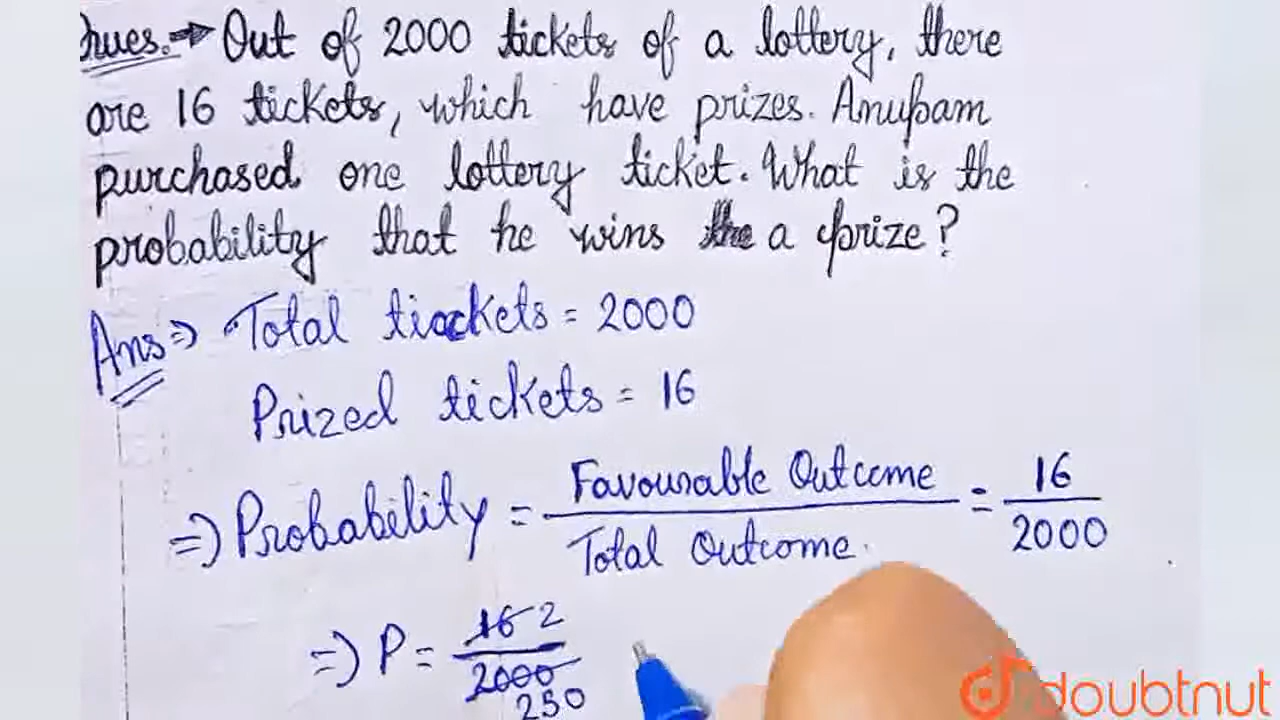 Ques. → Out of 2000 tickets of a lottery, there
are 16 tickets, which have prizes. Anupam
purchased one lottery ticket. What is the
probability that he wins the a prize?
Ans ⇒ Total tickets = 2000
Prized tickets = 16
⇒ Probability = Favourable Outcome / Total Outcome = 16 / 2000
⇒ P = 16 2 / 2000 250
doubtnut